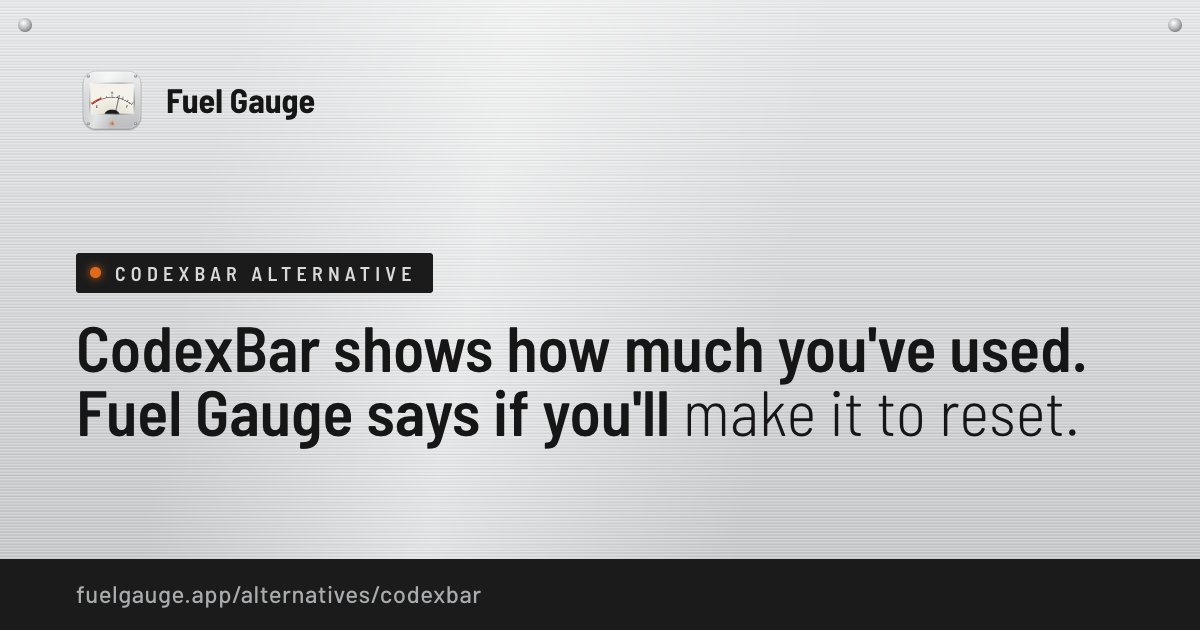 Fuel Gauge
CODEXBAR ALTERNATIVE
CodexBar shows how much you've used.
Fuel Gauge says if you'll make it to reset.
fuelgauge.app/alternatives/codexbar